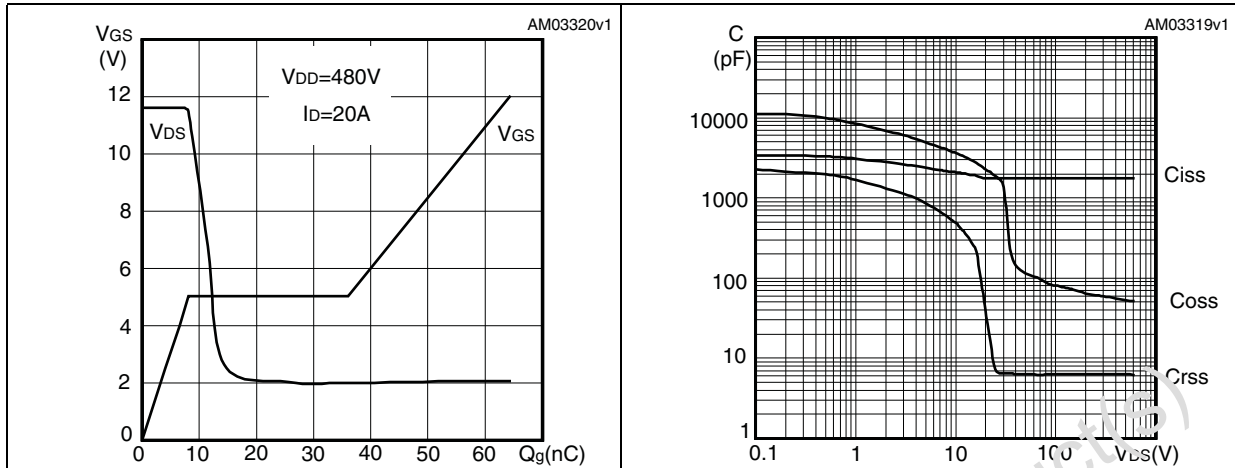 AM03320v1
VGS
(V)
12
10
8
6
4
2
0
VDD=480V
ID=20A
VDS
VGS
0 10 20 30 40 50 60 Qg(nC)
AM03319v1
C
(pF)
10000
1000
100
10
1
Ciss
Coss
Crss
0.1 1 10 100 VDS(V)